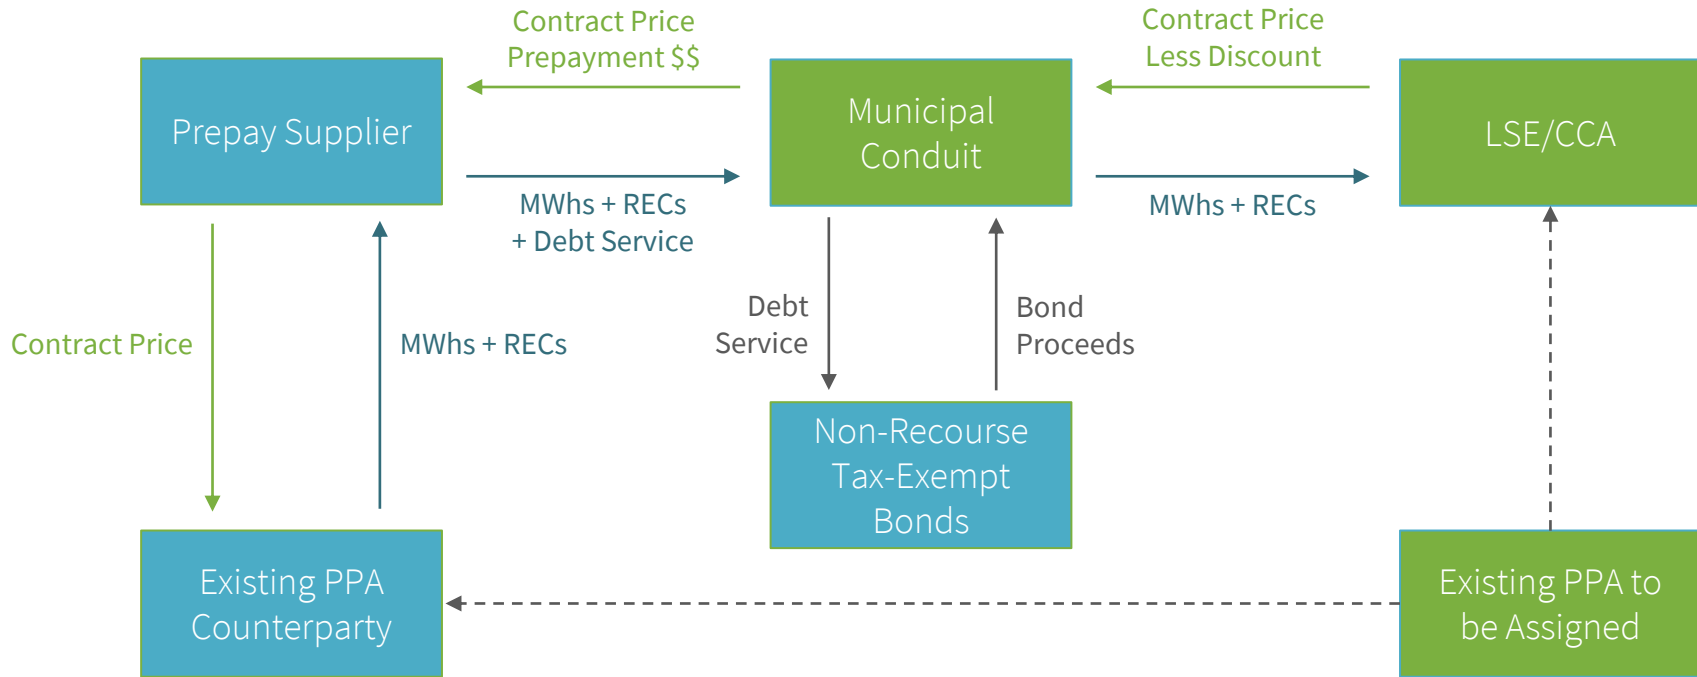 Contract Price
Prepayment $$
Contract Price
Less Discount
Prepay Supplier
Municipal
Conduit
LSE/CCA
MWhs + RECs
+ Debt Service
MWhs + RECs
Contract Price
MWhs + RECs
Debt
Service
Bond
Proceeds
Non-Recourse
Tax-Exempt
Bonds
Existing PPA
Counterparty
Existing PPA to
be Assigned